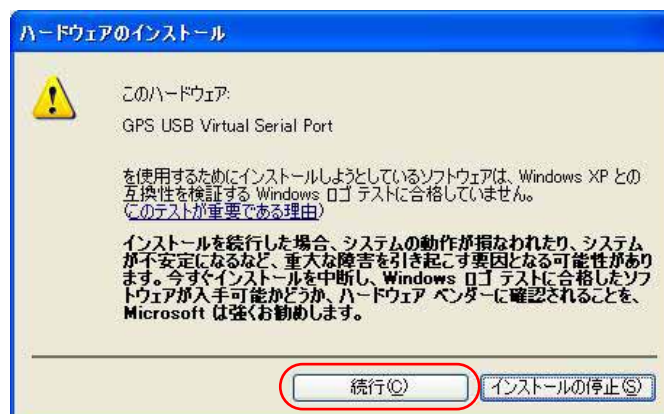 ハードウェアのインストール
このハードウェア:
GPS USB Virtual Serial Port
を使用するためにインストールしようとしているソフトウェアは、Windows XP との
互換性を検証する Windows ロゴ テストに合格していません。
(このテストが重要である理由)
インストールを続行した場合、システムの動作が損なわれたり、システム
が不安定になるなど、重大な障害を引き起こす要因となる可能性があり
ます。今すぐインストールを中断し、Windows ロゴ テストに合格したソフ
トウェアが入手可能かどうか、ハードウェア ベンダーに確認されることを、
Microsoft は強くお勧めします。
続行(C) インストールの停止(S)